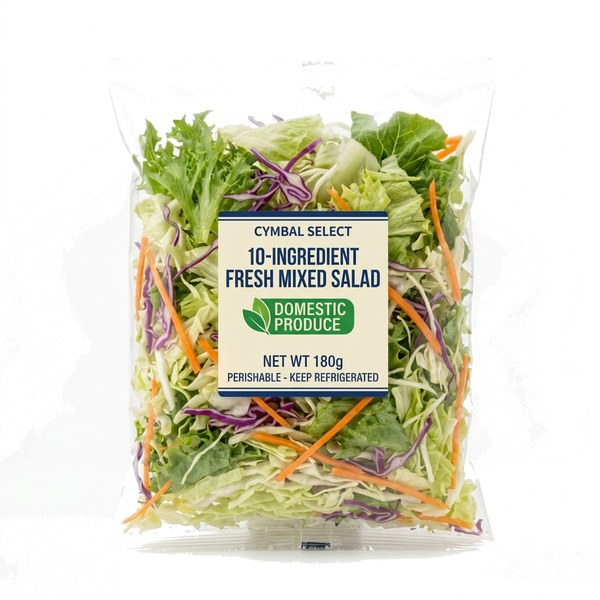 CYMBAL SELECT
10-INGREDIENT
FRESH MIXED SALAD
DOMESTIC
PRODUCE
NET WT 180g
PERISHABLE - KEEP REFRIGERATED